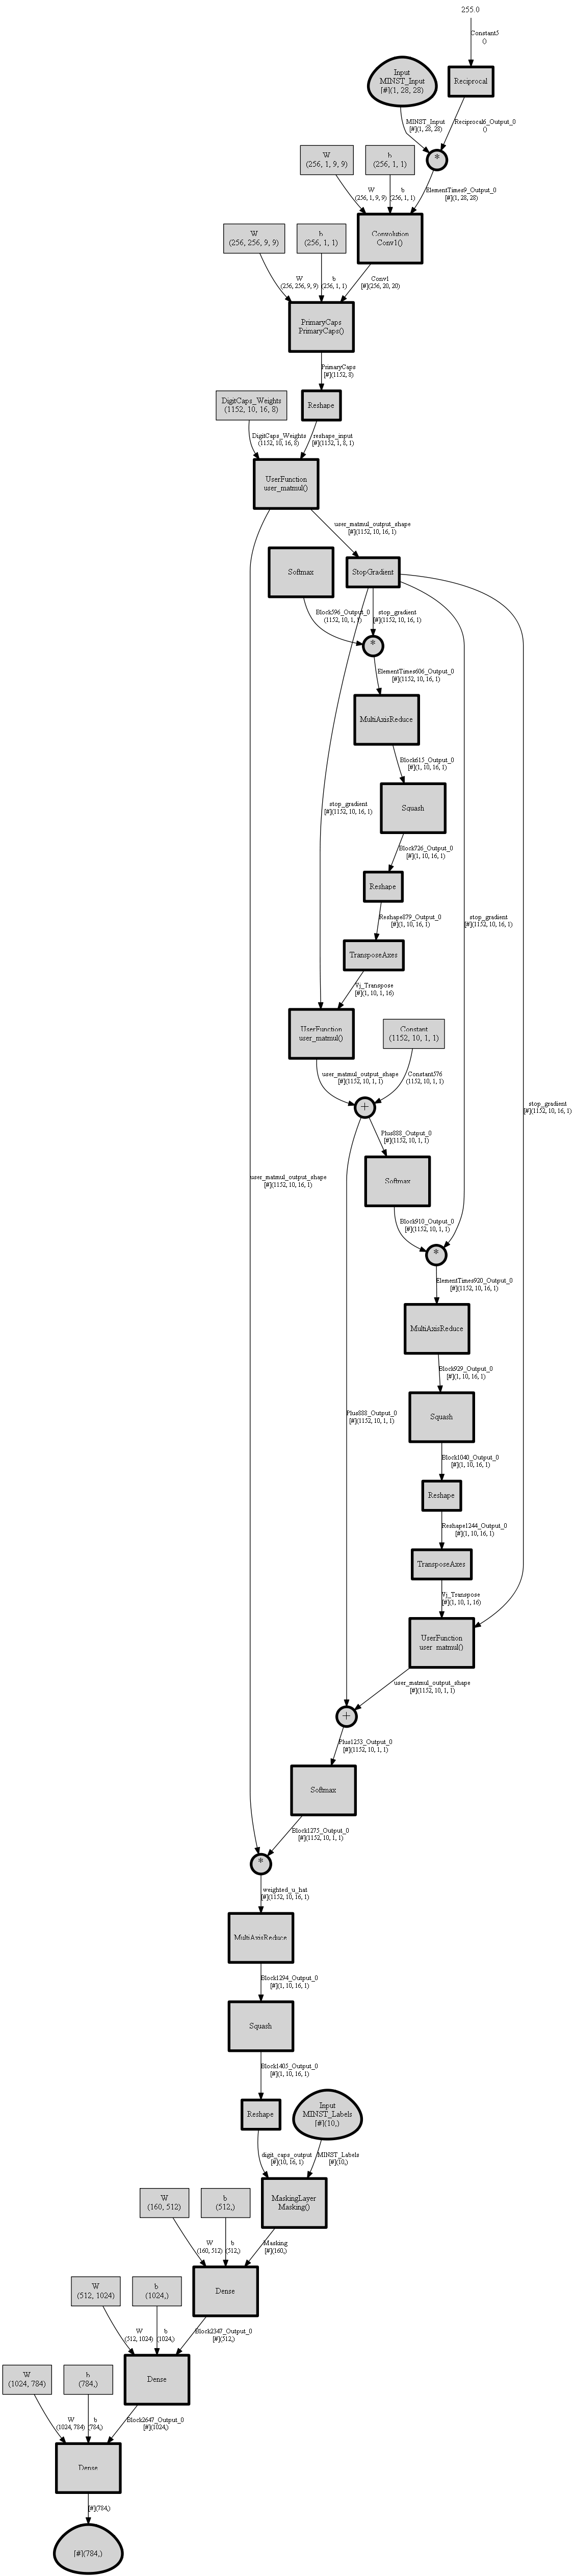 255.0
Constant5
()
Input
MINST_Input
[#](1, 28, 28)
Reciprocal
MINST_Input
[#](1, 28, 28)
Reciprocal6_Output_0
()
W
(256, 1, 9, 9)
b
(256, 1, 1)
*
W
(256, 1, 9, 9)
b
(256, 1, 1)
ElementTimes9_Output_0
[#](1, 28, 28)
W
(256, 256, 9, 9)
b
(256, 1, 1)
Convolution
Conv1()
W
(256, 256, 9, 9)
b
(256, 1, 1)
Conv1
[#](256, 20, 20)
PrimaryCaps
PrimaryCaps()
PrimaryCaps
[#](1152, 8)
DigitCaps_Weights
(1152, 10, 16, 8)
Reshape
DigitCaps_Weights
(1152, 10, 16, 8)
reshape_input
[#](1152, 1, 8, 1)
UserFunction
user_matmul()
user_matmul_output_shape
[#](1152, 10, 16, 1)
Softmax
StopGradient
Block596_Output_0
(1152, 10, 1, 1)
stop_gradient
[#](1152, 10, 16, 1)
*
ElementTimes606_Output_0
[#](1152, 10, 16, 1)
MultiAxisReduce
Block615_Output_0
[#](1, 10, 16, 1)
stop_gradient
[#](1152, 10, 16, 1)
Squash
Block726_Output_0
[#](1, 10, 16, 1)
Reshape
Reshape879_Output_0
[#](1, 10, 16, 1)
stop_gradient
[#](1152, 10, 16, 1)
TransposeAxes
Vj_Transpose
[#](1, 10, 1, 16)
UserFunction
user_matmul()
Constant
(1152, 10, 1, 1)
user_matmul_output_shape
[#](1152, 10, 1, 1)
Constant576
(1152, 10, 1, 1)
stop_gradient
[#](1152, 10, 16, 1)
+
Plus888_Output_0
[#](1152, 10, 1, 1)
user_matmul_output_shape
[#](1152, 10, 16, 1)
Softmax
Block910_Output_0
[#](1152, 10, 1, 1)
*
ElementTimes920_Output_0
[#](1152, 10, 16, 1)
MultiAxisReduce
Block929_Output_0
[#](1, 10, 16, 1)
Plus888_Output_0
[#](1152, 10, 1, 1)
Squash
Block1040_Output_0
[#](1, 10, 16, 1)
Reshape
Reshape1244_Output_0
[#](1, 10, 16, 1)
TransposeAxes
Vj_Transpose
[#](1, 10, 1, 16)
UserFunction
user_matmul()
user_matmul_output_shape
[#](1152, 10, 1, 1)
+
Plus1253_Output_0
[#](1152, 10, 1, 1)
Softmax
Block1275_Output_0
[#](1152, 10, 1, 1)
*
weighted_u_hat
[#](1152, 10, 16, 1)
MultiAxisReduce
Block1294_Output_0
[#](1, 10, 16, 1)
Squash
Block1405_Output_0
[#](1, 10, 16, 1)
Reshape
Input
MINST_Labels
[#](10,)
digit_caps_output
[#](10, 16, 1)
MINST_Labels
[#](10,)
W
(160, 512)
b
(512,)
MaskingLayer
Masking()
W
(160, 512)
b
(512,)
Masking
[#](160,)
W
(512, 1024)
b
(1024,)
Dense
W
(512, 1024)
b
(1024,)
Block2347_Output_0
[#](512,)
W
(1024, 784)
b
(784,)
Dense
W
(1024, 784)
b
(784,)
Block2647_Output_0
[#](1024,)
Dense
[#](784,)
[#](784,)